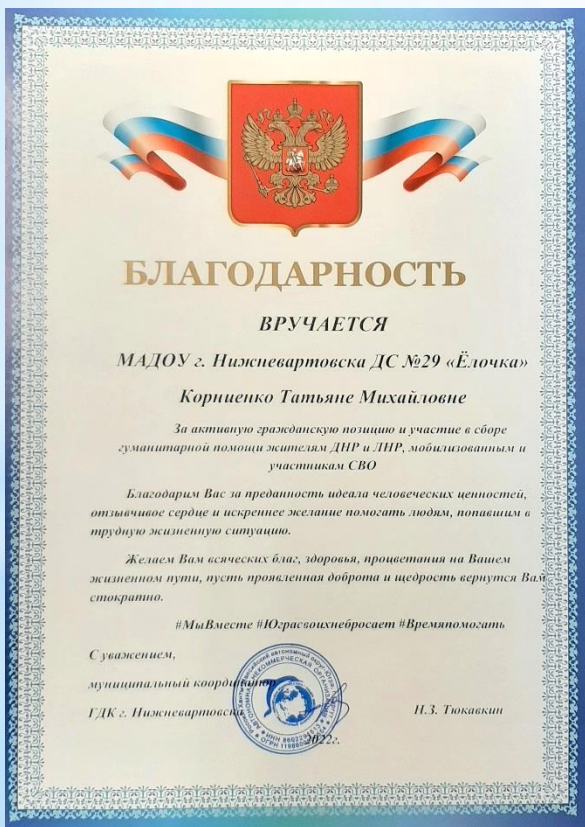 БЛАГОДАРНОСТЬ
ВРУЧАЕТСЯ
МАДОУ г. Нижневартовска ДС №29 «Ёлочка»
Корниенко Татьяне Михайловне
За активную гражданскую позицию и участие в сборе
гуманитарной помощи жителям ДНР и ЛНР, мобилизованным и
участникам СВО
Благодарим Вас за преданность идеала человеческих ценностей,
отзывчивое сердце и искреннее желание помогать людям, попавшим в
трудную жизненную ситуацию.
Желаем Вам всяческих благ, здоровья, процветания на Вашем
жизненном пути, пусть проявленная доброта и щедрость вернутся Вам
стократно.
#МыВместе #Юграсвоихнебросает #Времяпомогать
С уважением,
муниципальный координатор
ГДК г. Нижневартовска
Н.З. Тюкавкин
2022г.